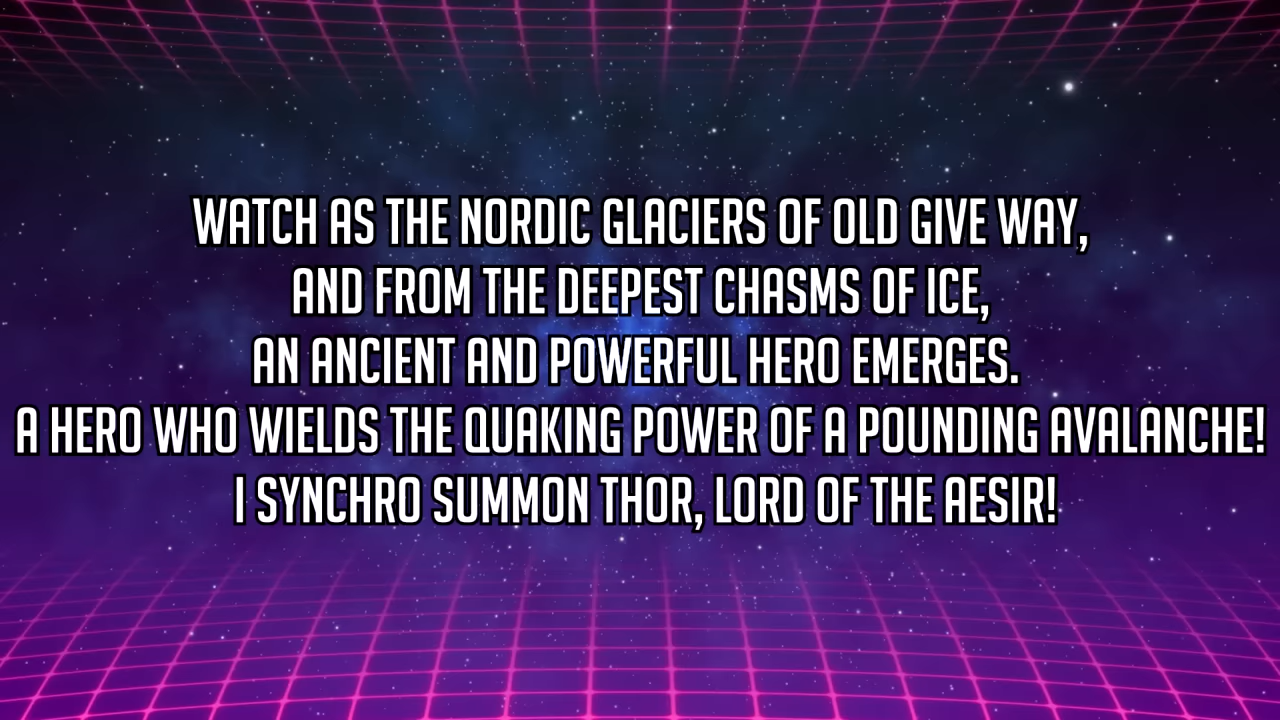 WATCH AS THE NORDIC GLACIERS OF OLD GIVE WAY,
AND FROM THE DEEPEST CHASMS OF ICE,
AN ANCIENT AND POWERFUL HERO EMERGES.
A HERO WHO WIELDS THE QUAKING POWER OF A POUNDING AVALANCHE!
I SYNCHRO SUMMON THOR, LORD OF THE AESIR!